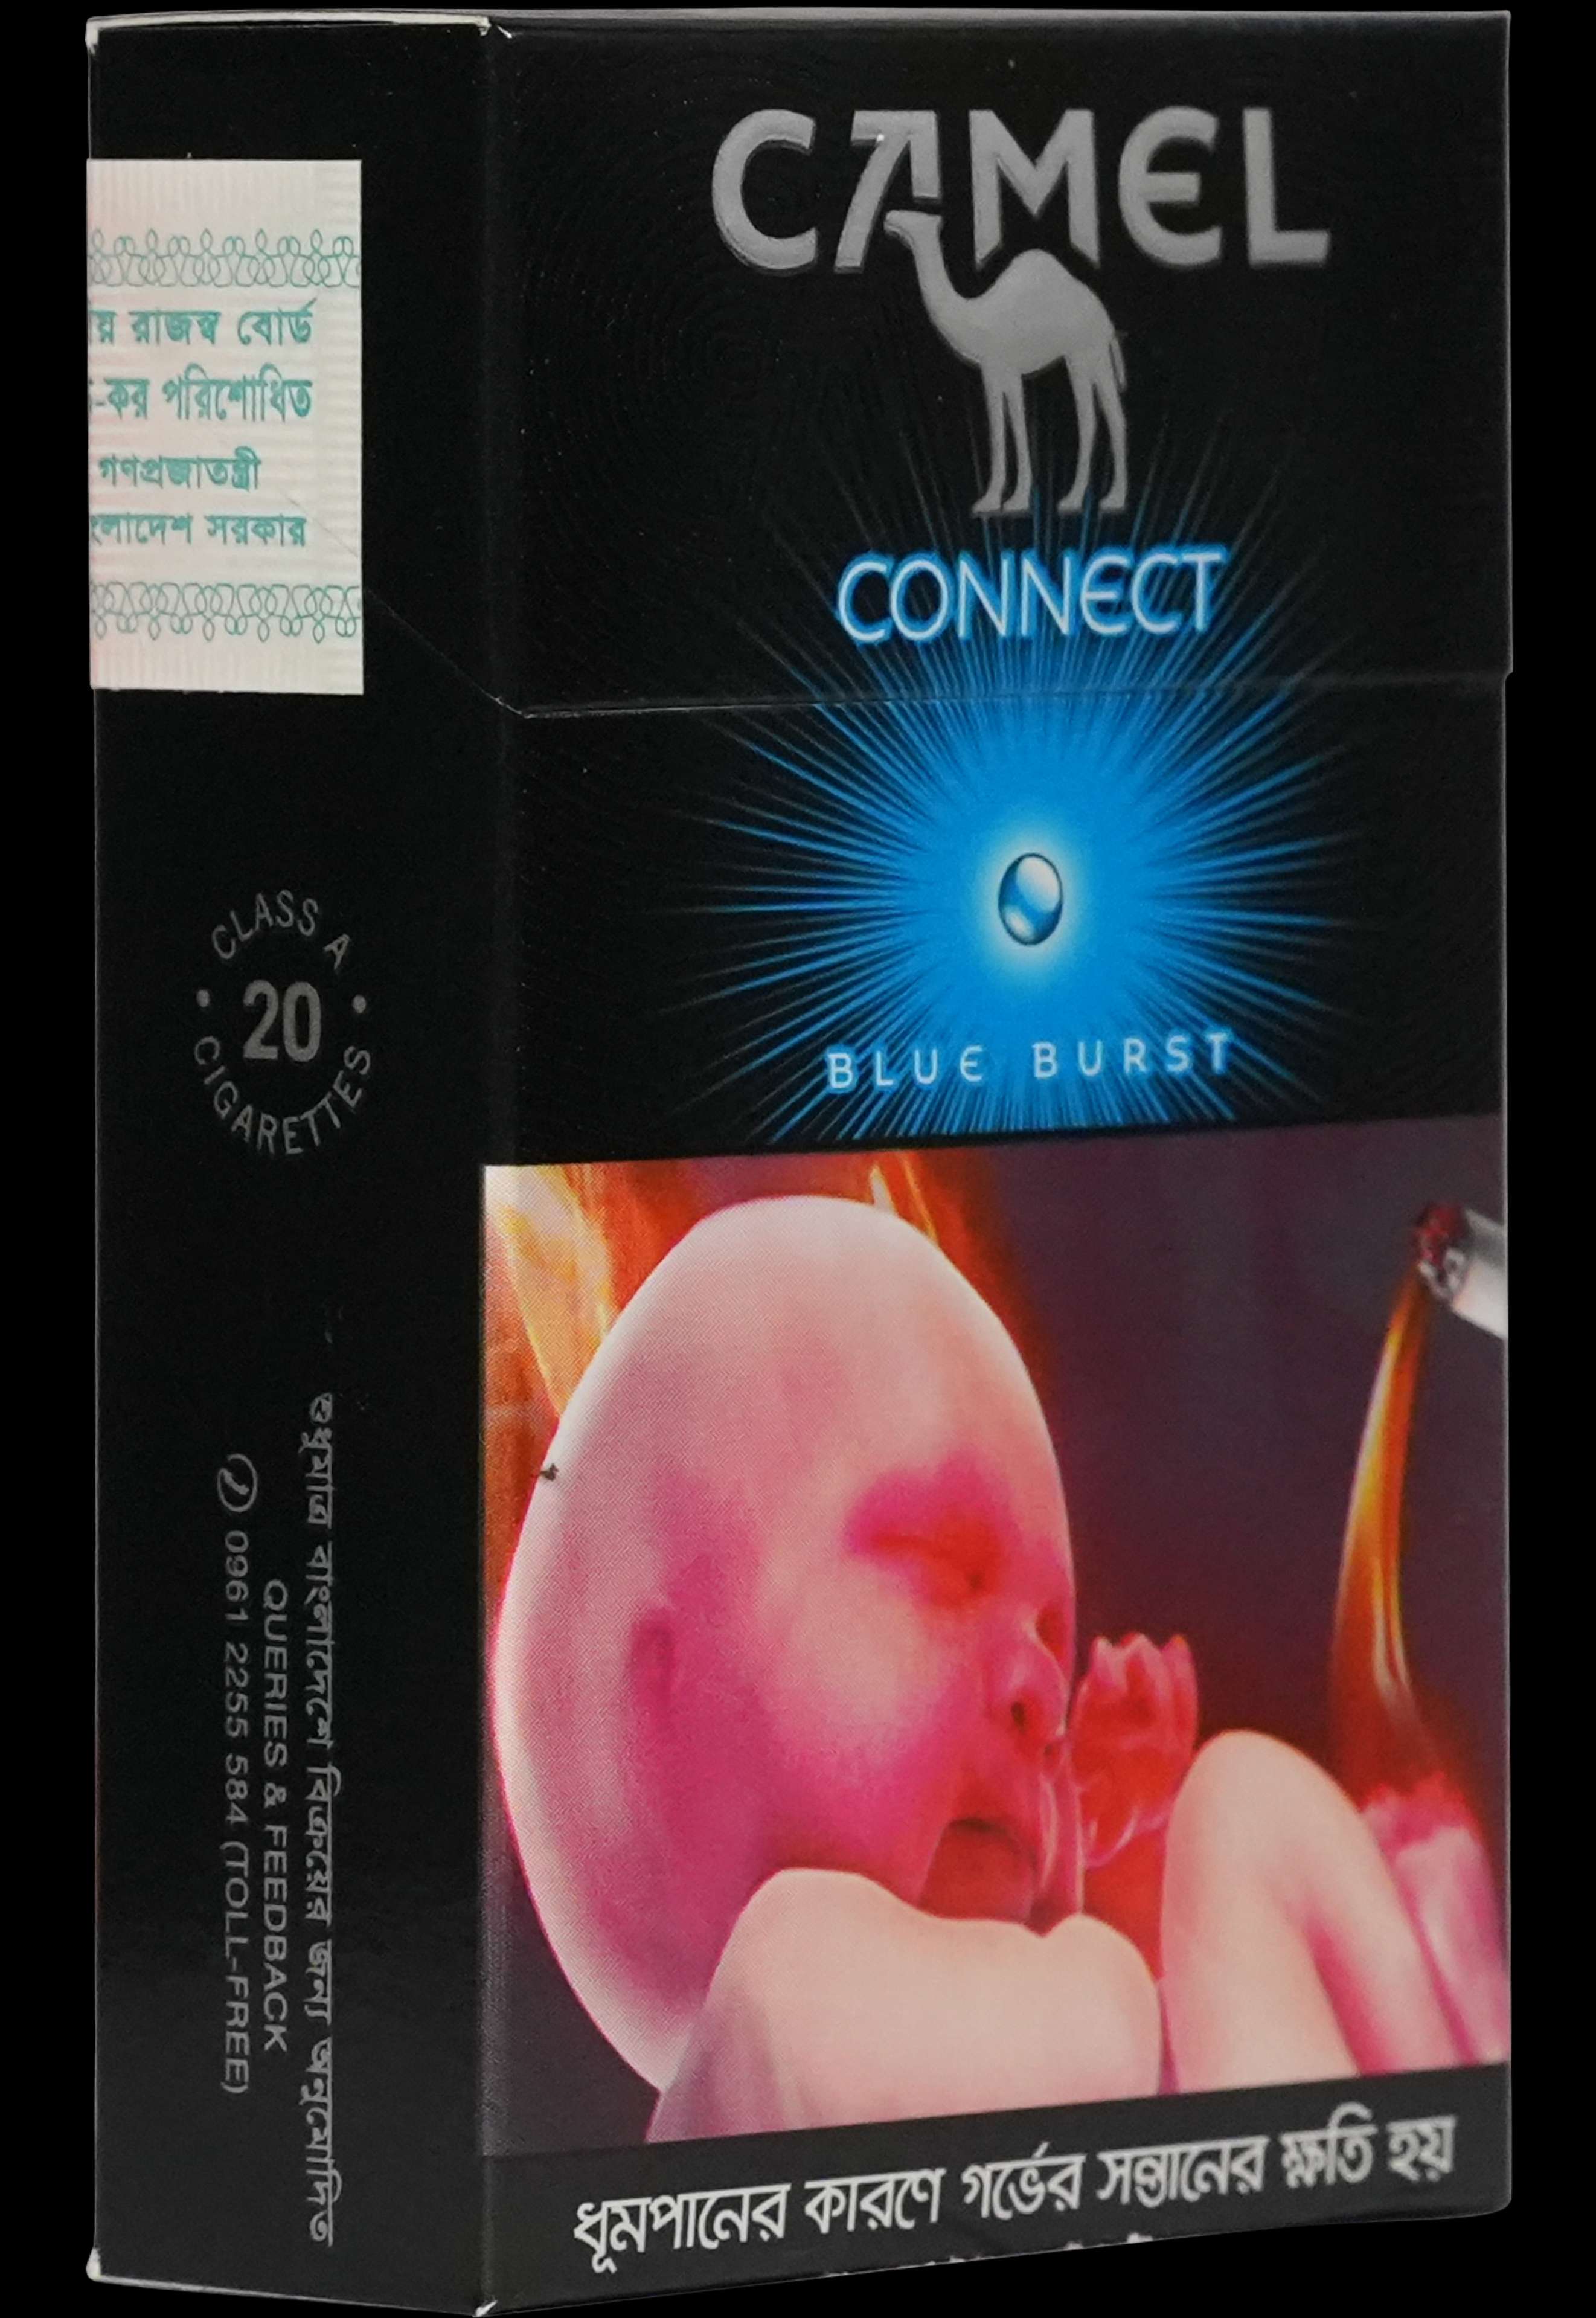 CAMEL
CONNECT
BLUE BURST
ধূমপানের কারণে গর্ভের সন্তানের ক্ষতি হয়
রাজস্ব বোর্ড
-কর পরিশোধিত
গণপ্রজাতন্ত্রী
সরকার
CLASS A
20
CIGARETTES
শুধুমাত্র বাংলাদেশে বিক্রয়ের জন্য অনুমোদিত
QUERIES & FEEDBACK
0961 2255 584 (TOLL-FREE)